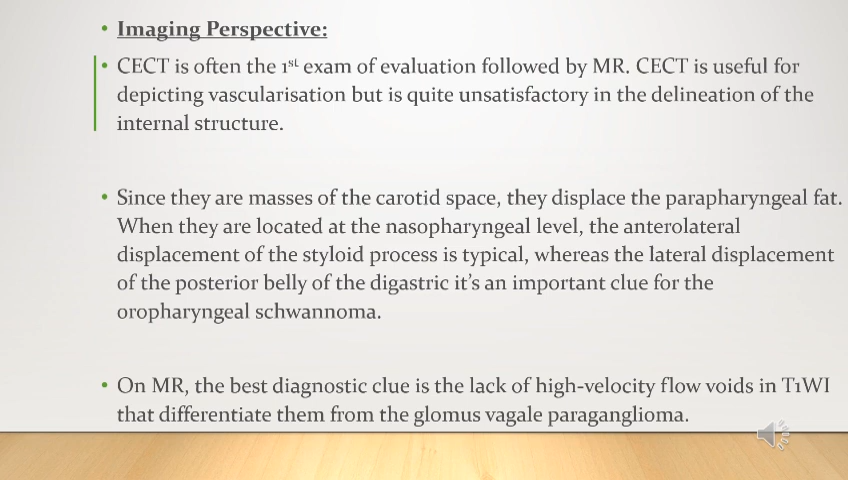 • Imaging Perspective:
• CECT is often the 1st exam of evaluation followed by MR. CECT is useful for
depicting vascularisation but is quite unsatisfactory in the delineation of the
internal structure.
• Since they are masses of the carotid space, they displace the parapharyngeal fat.
When they are located at the nasopharyngeal level, the anterolateral
displacement of the styloid process is typical, whereas the lateral displacement
of the posterior belly of the digastric it’s an important clue for the
oropharyngeal schwannoma.
• On MR, the best diagnostic clue is the lack of high-velocity flow voids in T1WI
that differentiate them from the glomus vagale paraganglioma.